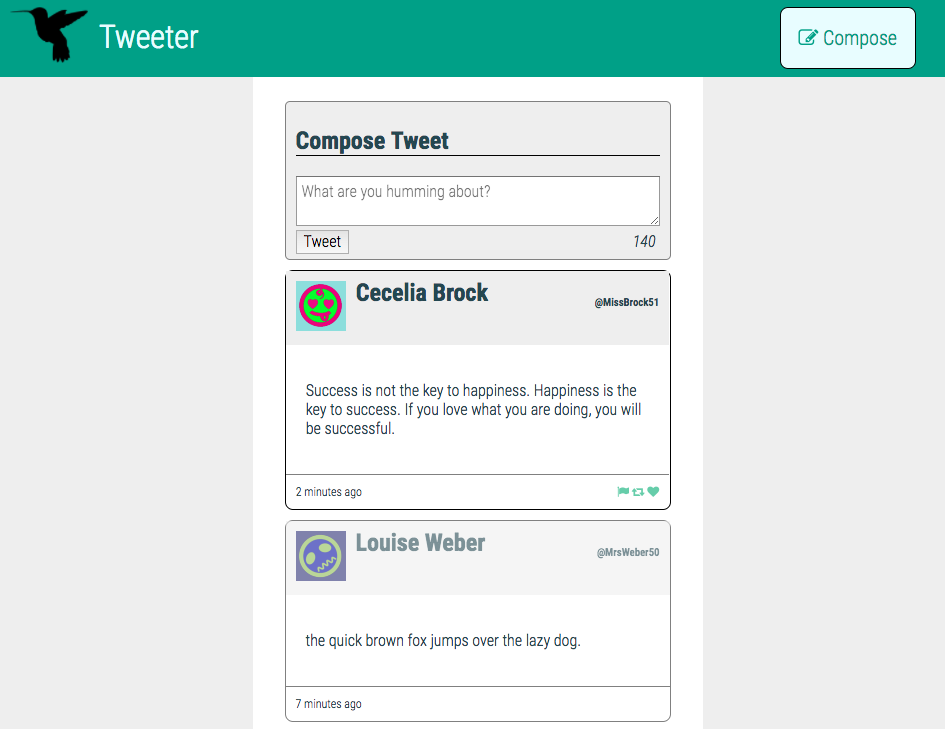 Tweeter
Compose
Compose Tweet
What are you humming about?
Tweet
140
Cecelia Brock
@MissBrock51
Success is not the key to happiness. Happiness is the
key to success. If you love what you are doing, you will
be successful.
2 minutes ago
Louise Weber
@MrsWeber50
the quick brown fox jumps over the lazy dog.
7 minutes ago